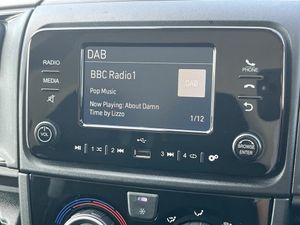 DAB
BBC Radio1
DAB
Pop Music
Now Playing: About Damn
Time by Lizzo
1/12
RADIO
MEDIA
PHONE
VOL
BROWSE
ENTER
1
2
3
4